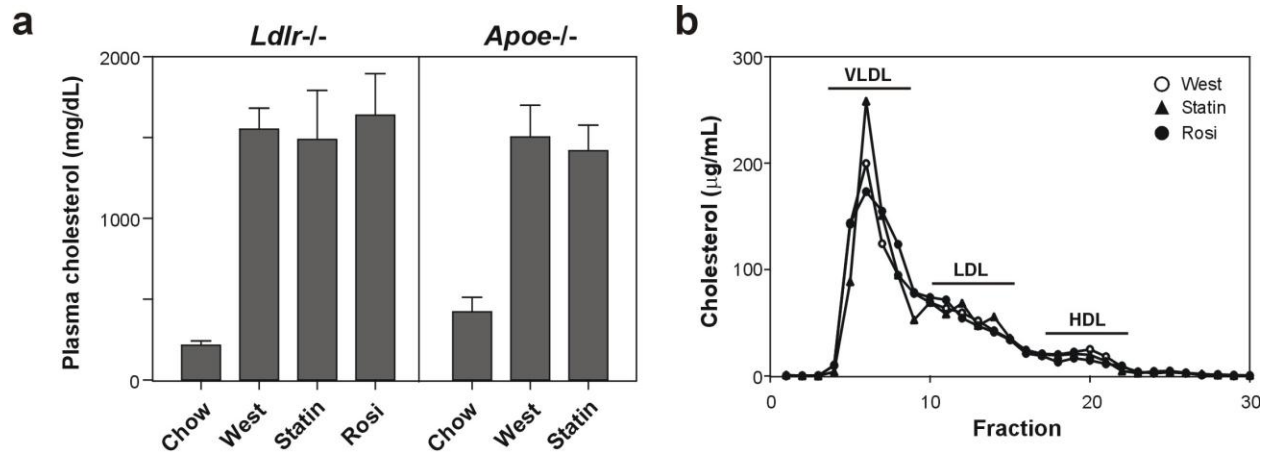 a
Ldlr-/- Apoe-/-
Plasma cholesterol (mg/dL)
2000
1000
0
Chow West Statin Rosi Chow West Statin
b
Cholesterol (μg/mL)
300
200
100
0
VLDL
LDL
HDL
West
Statin
Rosi
0 10 20 30
Fraction